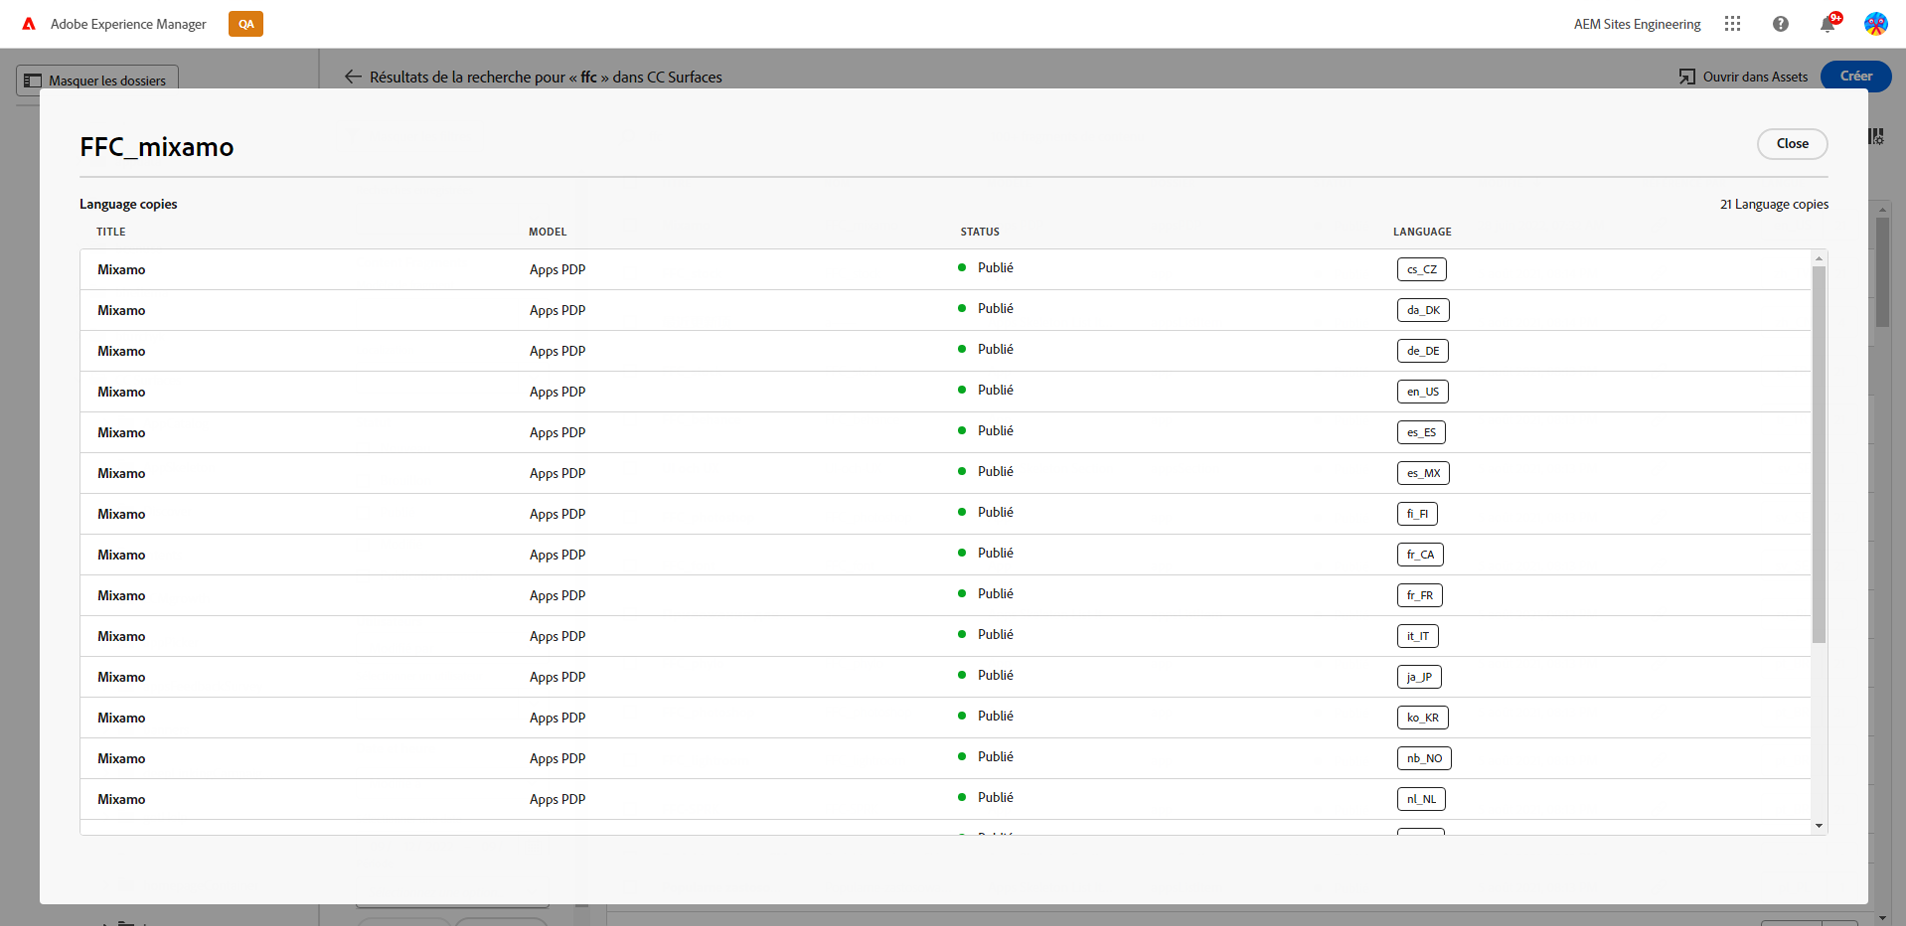 Adobe Experience Manager QA AEM Sites Engineering 9+
Masquer les dossiers Résultats de la recherche pour « ffc » dans CC Surfaces Ouvrir dans Assets Créer
FFC_mixamo Close
Language copies 21 Language copies
TITLE MODEL STATUS LANGUAGE
Mixamo Apps PDP Publié cs_CZ
Mixamo Apps PDP Publié da_DK
Mixamo Apps PDP Publié de_DE
Mixamo Apps PDP Publié en_US
Mixamo Apps PDP Publié es_ES
Mixamo Apps PDP Publié es_MX
Mixamo Apps PDP Publié fi_FI
Mixamo Apps PDP Publié fr_CA
Mixamo Apps PDP Publié fr_FR
Mixamo Apps PDP Publié it_IT
Mixamo Apps PDP Publié ja_JP
Mixamo Apps PDP Publié ko_KR
Mixamo Apps PDP Publié nb_NO
Mixamo Apps PDP Publié nl_NL